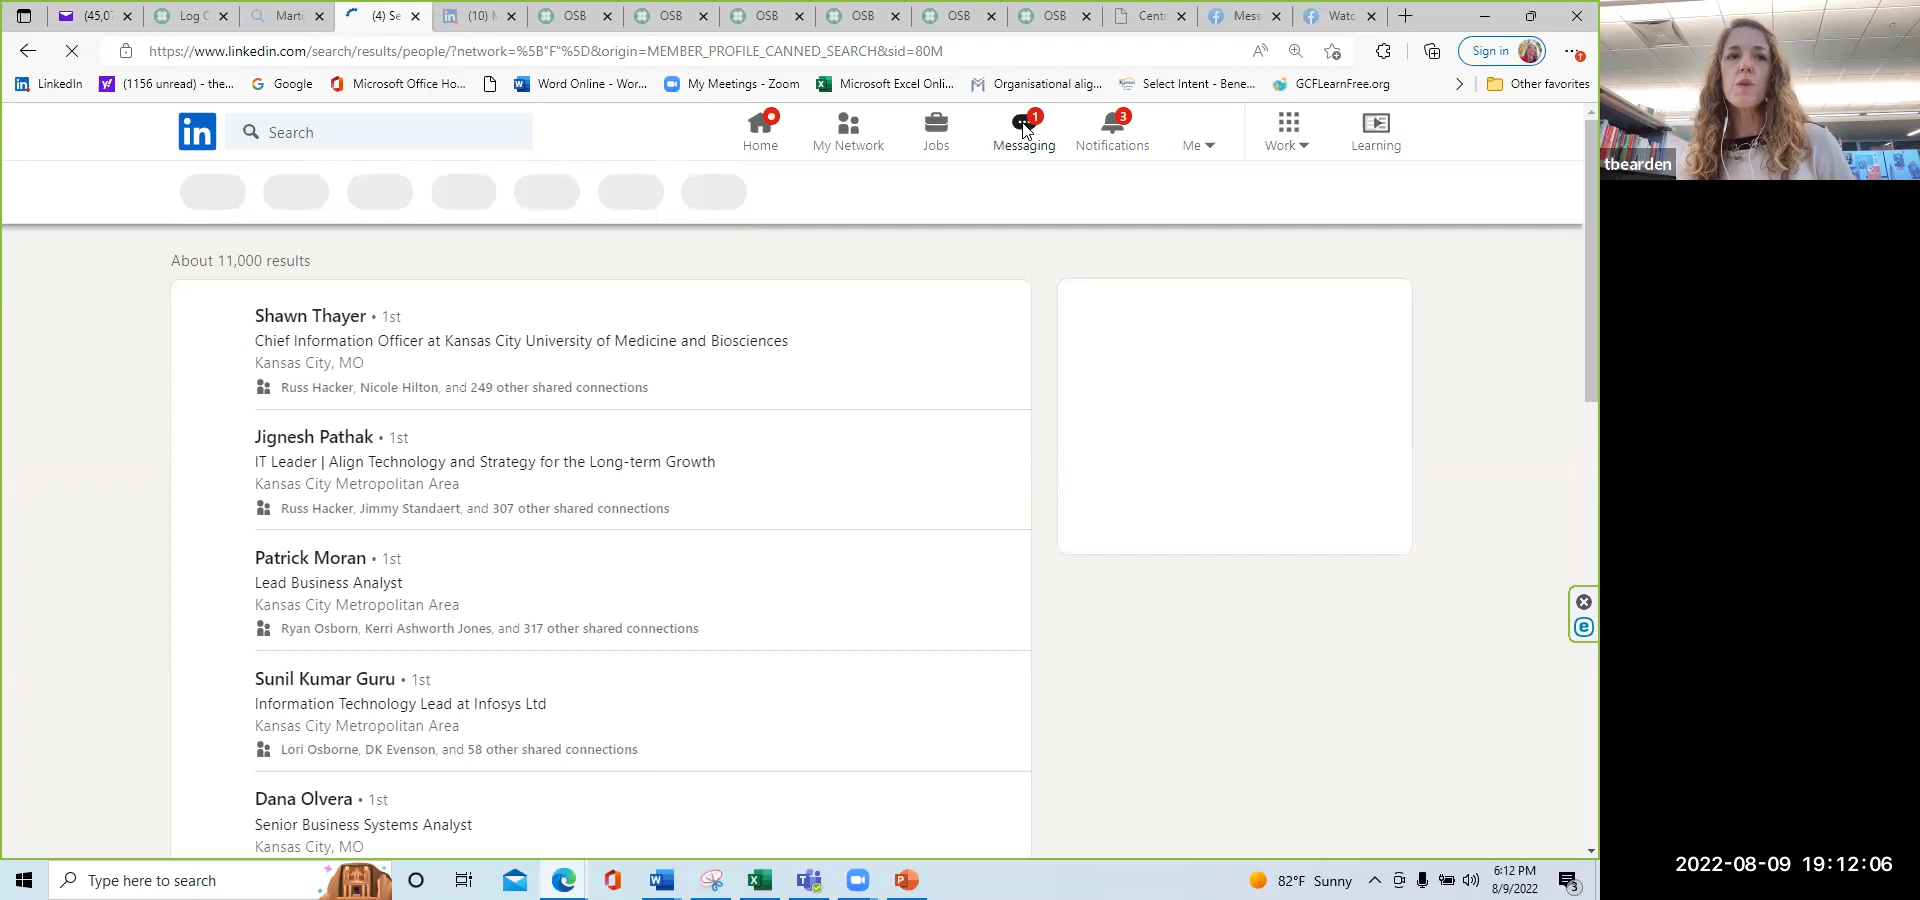 (45,0
Log C
Marti
(4) Se
(10)
OSB
OSB
OSB
OSB
OSB
OSB
Centr
Mess
Watc
https://www.linkedin.com/search/results/people/?network=%5B"F"%5D&origin=MEMBER_PROFILE_CANNED_SEARCH&sid=80M
Sign in
LinkedIn
(1156 unread) - the...
Google
Microsoft Office Ho...
Word Online - Wor...
My Meetings - Zoom
Microsoft Excel Onli...
Organisational alig...
Select Intent - Bene...
GCFLearnFree.org
Other favorites
in
Search
Home
My Network
Jobs
1
Messaging
3
Notifications
Me
Work
Learning
About 11,000 results
Shawn Thayer • 1st
Chief Information Officer at Kansas City University of Medicine and Biosciences
Kansas City, MO
Russ Hacker, Nicole Hilton, and 249 other shared connections
Jignesh Pathak • 1st
IT Leader | Align Technology and Strategy for the Long-term Growth
Kansas City Metropolitan Area
Russ Hacker, Jimmy Standaert, and 307 other shared connections
Patrick Moran • 1st
Lead Business Analyst
Kansas City Metropolitan Area
Ryan Osborn, Kerri Ashworth Jones, and 317 other shared connections
Sunil Kumar Guru • 1st
Information Technology Lead at Infosys Ltd
Kansas City Metropolitan Area
Lori Osborne, DK Evenson, and 58 other shared connections
Dana Olvera • 1st
Senior Business Systems Analyst
Kansas City, MO
Type here to search
82°F Sunny
6:12 PM
8/9/2022
3
tbearden
2022-08-09 19:12:06